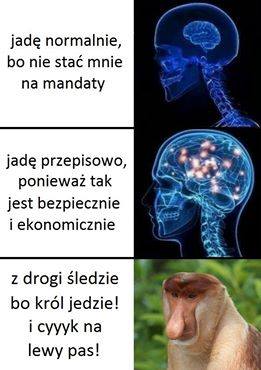 jadę normalnie,
bo nie stać mnie
na mandaty
jadę przepisowo,
ponieważ tak
jest bezpiecznie
i ekonomicznie
z drogi śledzie
bo król jedzie!
i cyyyk na
lewy pas!